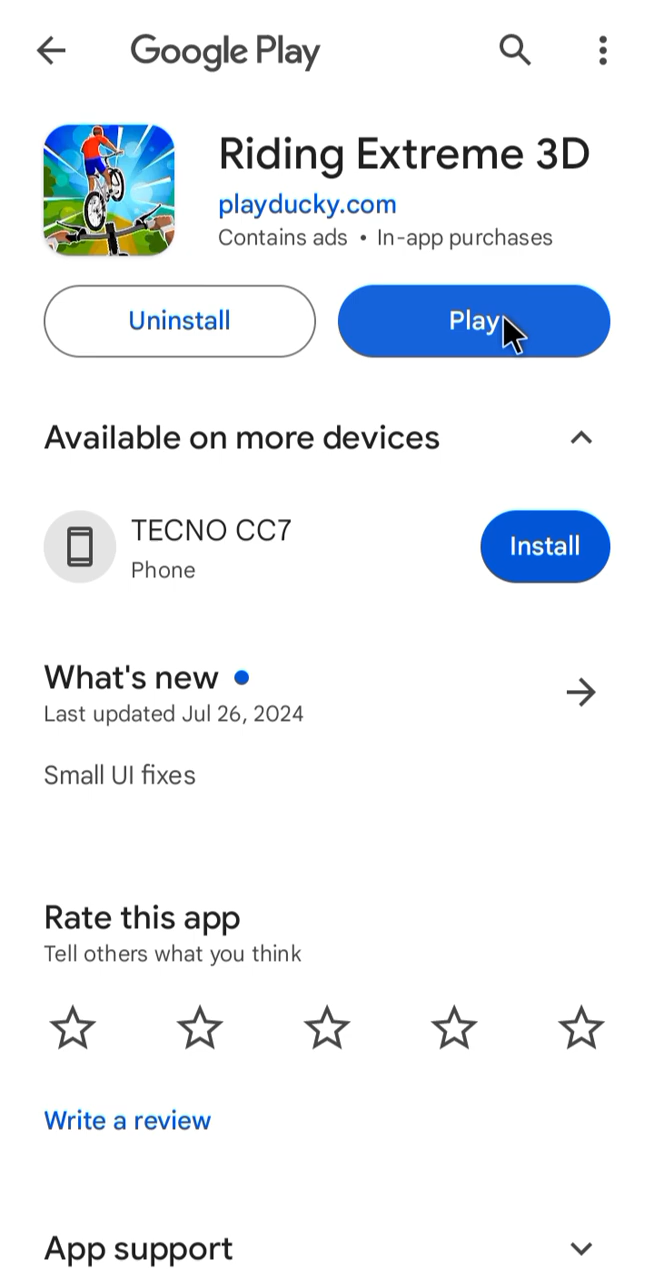 Google Play
Riding Extreme 3D
playducky.com
Contains ads • In-app purchases
Uninstall
Play
Available on more devices
TECNO CC7
Phone
Install
What's new
Last updated Jul 26, 2024
Small UI fixes
Rate this app
Tell others what you think
Write a review
App support